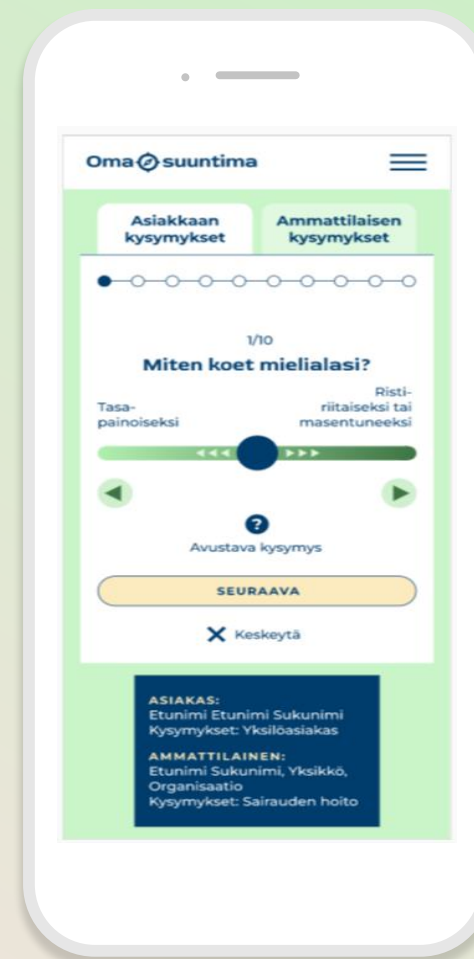 Oma suuntima
Asiakkaan
kysymykset
Ammattilaisen
kysymykset
1/10
Miten koet mielialasi?
Tasa-
painoiseksi
Risti-
riitaiseksi tai
masentuneeksi
?
Avustava kysymys
SEURAAVA
Keskeytä
ASIAKAS:
Etunimi Etunimi Sukunimi
Kysymykset: Yksilöasiakas
AMMATTILAINEN:
Etunimi Sukunimi, Yksikkö,
Organisaatio
Kysymykset: Sairauden hoito